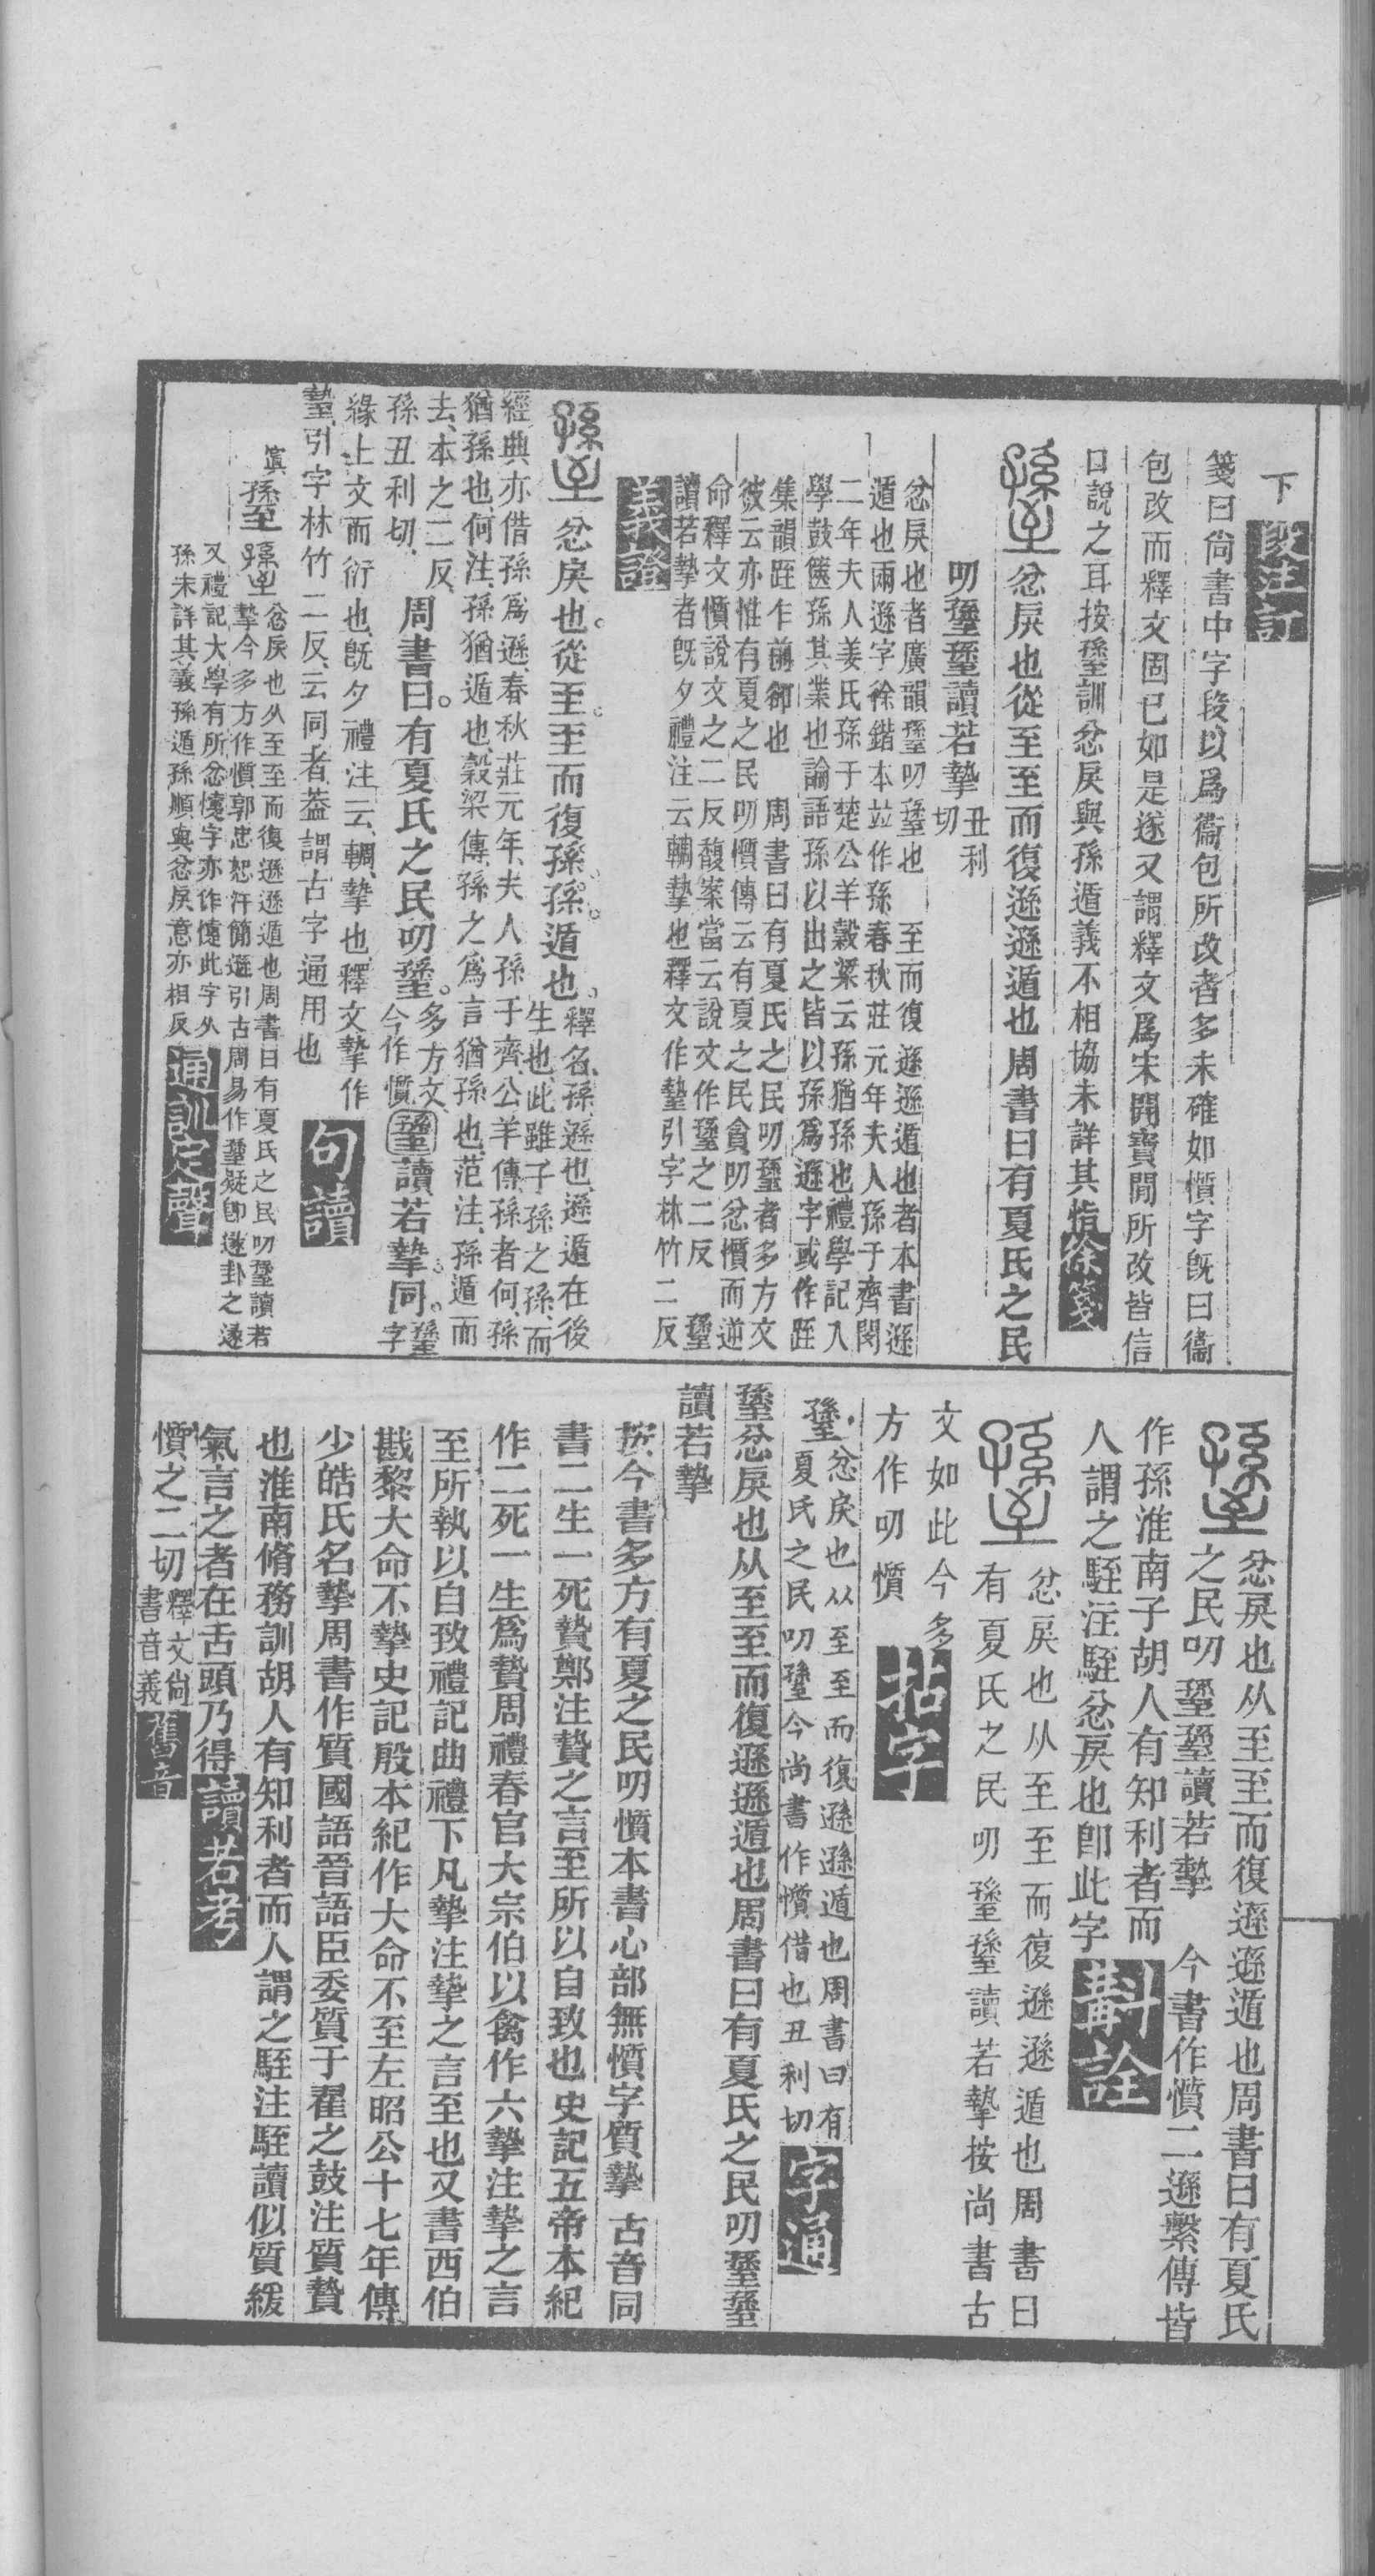 下 段注訂
箋曰尙書中字段以爲衞包所改者多未確如懫字旣曰衞
包改而釋文固已如是遂又謂釋文爲宋開寶閒所改皆信
口說之耳按𦥎訓忿戾與孫遁義不相協未詳其恉 徐箋
忿戾也從至至而復遜遜遁也周書曰有夏氏之民
叨𦥎𦥎讀若摯 丑利
切
忿戾也者廣韻𦥎叨𦥎也 至而復遜遜遁也者本書遜
遁也兩遜字徐鍇本竝作孫春秋莊元年夫人孫于齊閔
二年夫人姜氏孫于楚公羊穀梁云孫猶孫也禮學記入
學鼓篋孫其業也論語孫以出之皆以孫爲遜字或作踁
集韻踁乍前郤也 周書曰有夏氏之民叨𦥎者多方文
彼云亦惟有夏之民叨懫傳云有夏之民貪叨忿懫而逆
命釋文懫說文之二反馥案當云說文作𦥎之二反 𦥎
讀若摯者旣夕禮注云輖摯也釋文作𦥎引字林竹二反
義證
忿戾也。從至。至而復孫。孫。遁也。釋名、孫、遜也、遜遁在後
生也、此雖子孫之孫、而
經典亦借孫爲遜、春秋莊元年、夫人孫于齊、公羊傳、孫者何、孫
猶孫也、何注、孫猶遁也、穀梁傳、孫之爲言猶孫也、范注、孫遁而
去、本之二反、 周書曰。有夏氏之民叨𦥎。多方文、
今作懫 𦥎讀若摯同。𦥎字
孫丑利切、
緣上文而衍也、旣夕禮注云、輖、摯也、釋文、摯作
𦥎、引字林竹二反、云同者、葢謂古字通用也 句讀
𦥎 忿戾也从至至而復遜遜遁也周書曰有夏氏之民叨𦥎讀若
摯今多方作懫郭忠恕汗簡遁引古周易作𦥎疑卽遯卦之遯
又禮記大學有所忿懥字亦作懥此字从
孫未詳其義孫遁孫順與忿戾意亦相反 通訓定聲
忿戾也从至至而復遜遜遁也周書曰有夏氏
之民叨𦥎𦥎讀若摯 今書作懫二遜繫傳皆
作孫淮南子胡人有知利者而
人謂之駤注駤忿戾也卽此字 斠詮
忿戾也从至至而復遜遜遁也周書曰
有夏氏之民叨𦥎𦥎讀若摯按尚書古
文如此今多
方作叨懫 拈字
𦥎 忿戾也从至至而復遜遜遁也周書曰有
夏氏之民叨𦥎今尚書作懫借也丑利切 字通
𦥎忿戾也从至至而復遜遜遁也周書曰有夏氏之民叨𦥎𦥎
讀若摯
按今書多方有夏之民叨懫本書心部無懫字質摯古音同
書二生一死贄鄭注贄之言至所以自致也史記五帝本紀
作二死一生爲贄周禮春官大宗伯以禽作六摯注摯之言
至所執以自致禮記曲禮下凡摯注摯之言至也又書西伯
戡黎大命不摯史記殷本紀作大命不至左昭公十七年傳
少皓氏名摯周書作質國語晉語臣委質于翟之鼓注質贄
也淮南脩務訓胡人有知利者而人謂之駤注駤讀似質緩
氣言之者在舌頭乃得 讀若考
懫之二切 釋文尙
書音義 舊音